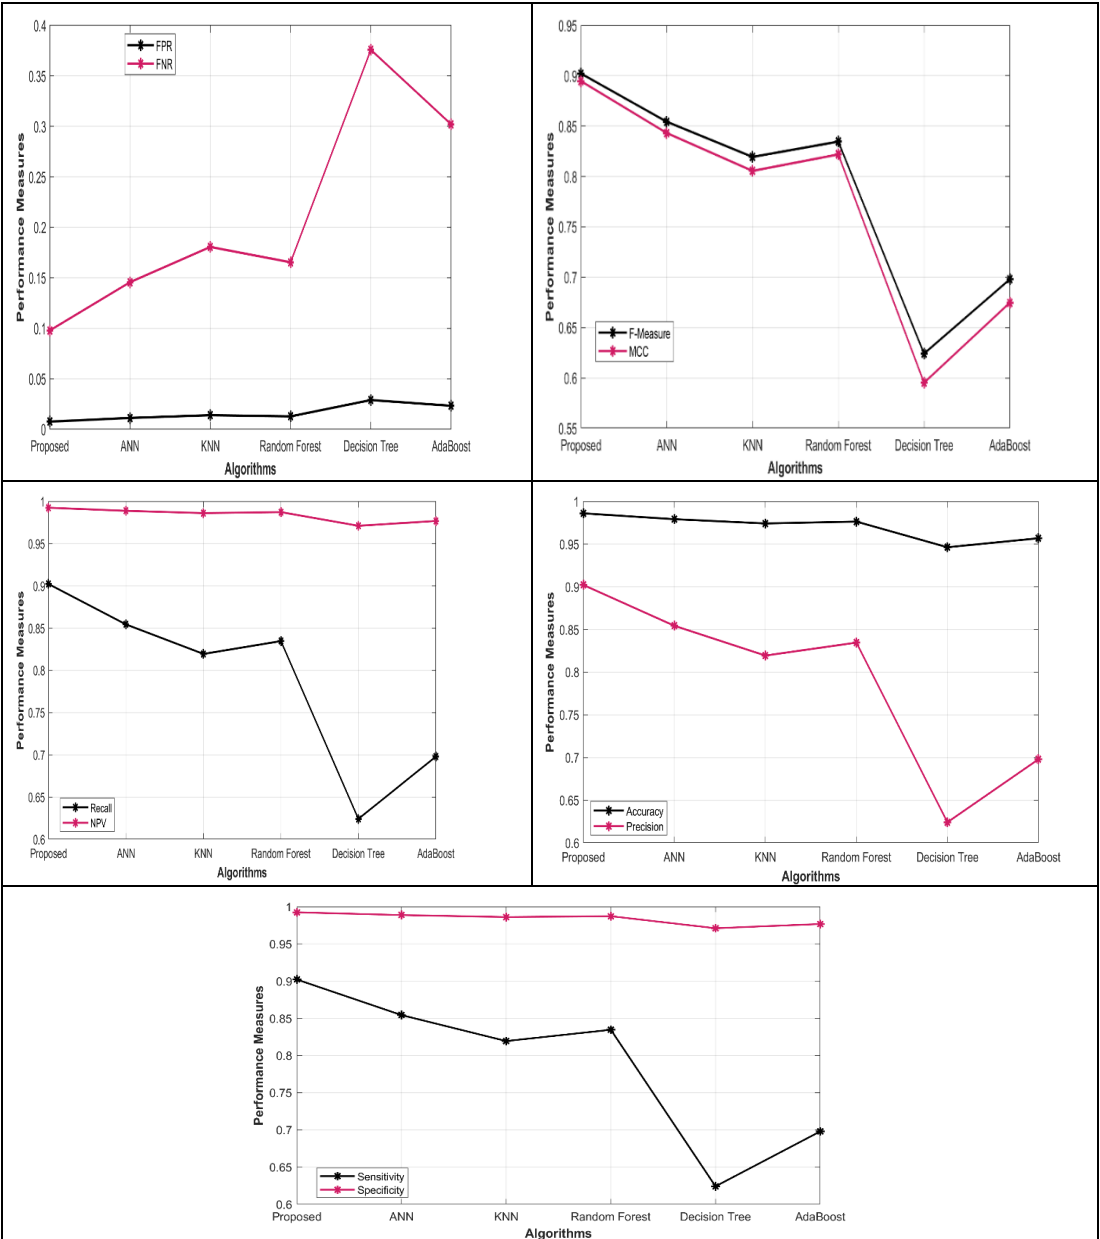 0.4
0.35
0.3
0.25
0.2
0.15
0.1
0.05
0
Performance Measures
FPR
FNR
Proposed ANN KNN Random Forest Decision Tree AdaBoost
Algorithms
0.95
0.9
0.85
0.8
0.75
0.7
0.65
0.6
0.55
Performance Measures
F-Measure
MCC
Proposed ANN KNN Random Forest Decision Tree AdaBoost
Algorithms
1
0.95
0.9
0.85
0.8
0.75
0.7
0.65
0.6
Performance Measures
Recall
NPV
Proposed ANN KNN Random Forest Decision Tree AdaBoost
Algorithms
1
0.95
0.9
0.85
0.8
0.75
0.7
0.65
0.6
Performance Measures
Accuracy
Precision
Proposed ANN KNN Random Forest Decision Tree AdaBoost
Algorithms
1
0.95
0.9
0.85
0.8
0.75
0.7
0.65
0.6
Performance Measures
Sensitivity
Specificity
Proposed ANN KNN Random Forest Decision Tree AdaBoost
Algorithms